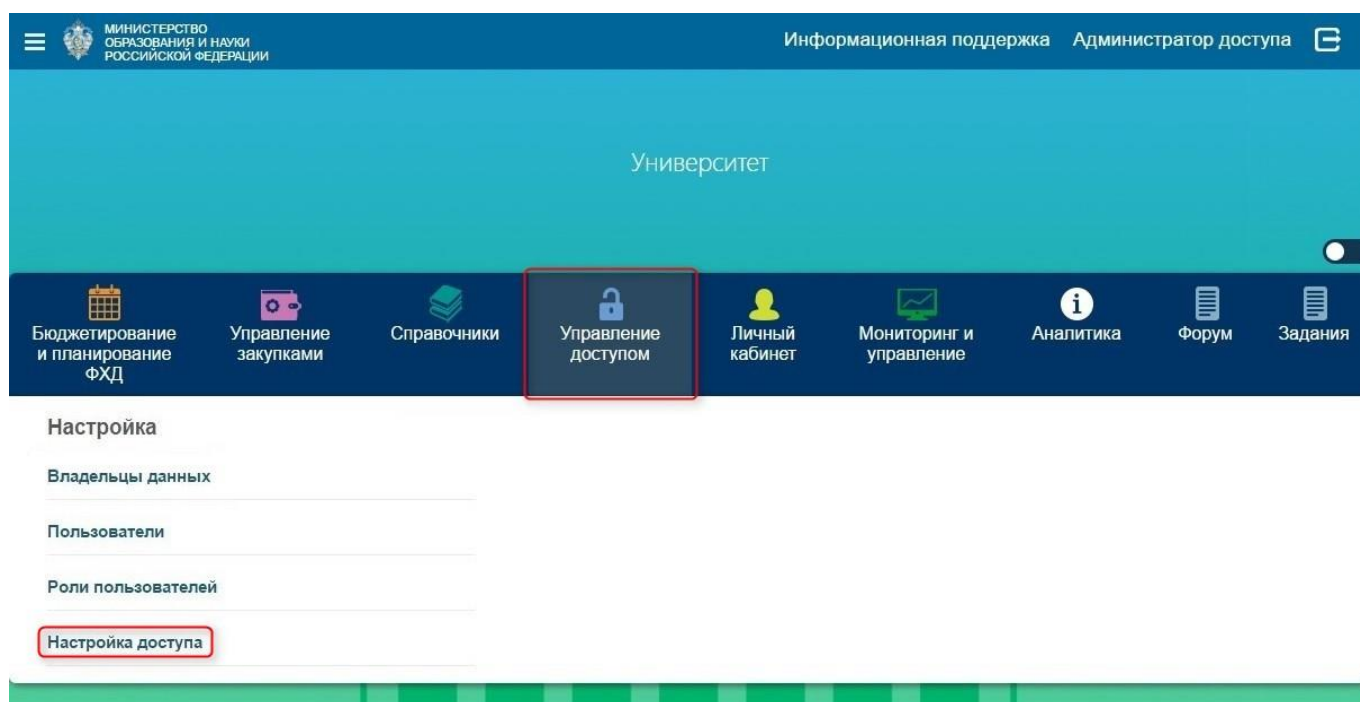 МИНИСТЕРСТВО
ОБРАЗОВАНИЯ И НАУКИ
РОССИЙСКОЙ ФЕДЕРАЦИИ
Информационная поддержка
Администратор доступа
Университет
Бюджетирование
и планирование
ФХД
Управление
закупками
Справочники
Управление
доступом
Личный
кабинет
Мониторинг и
управление
Аналитика
Форум
Задания
Настройка
Владельцы данных
Пользователи
Роли пользователей
Настройка доступа